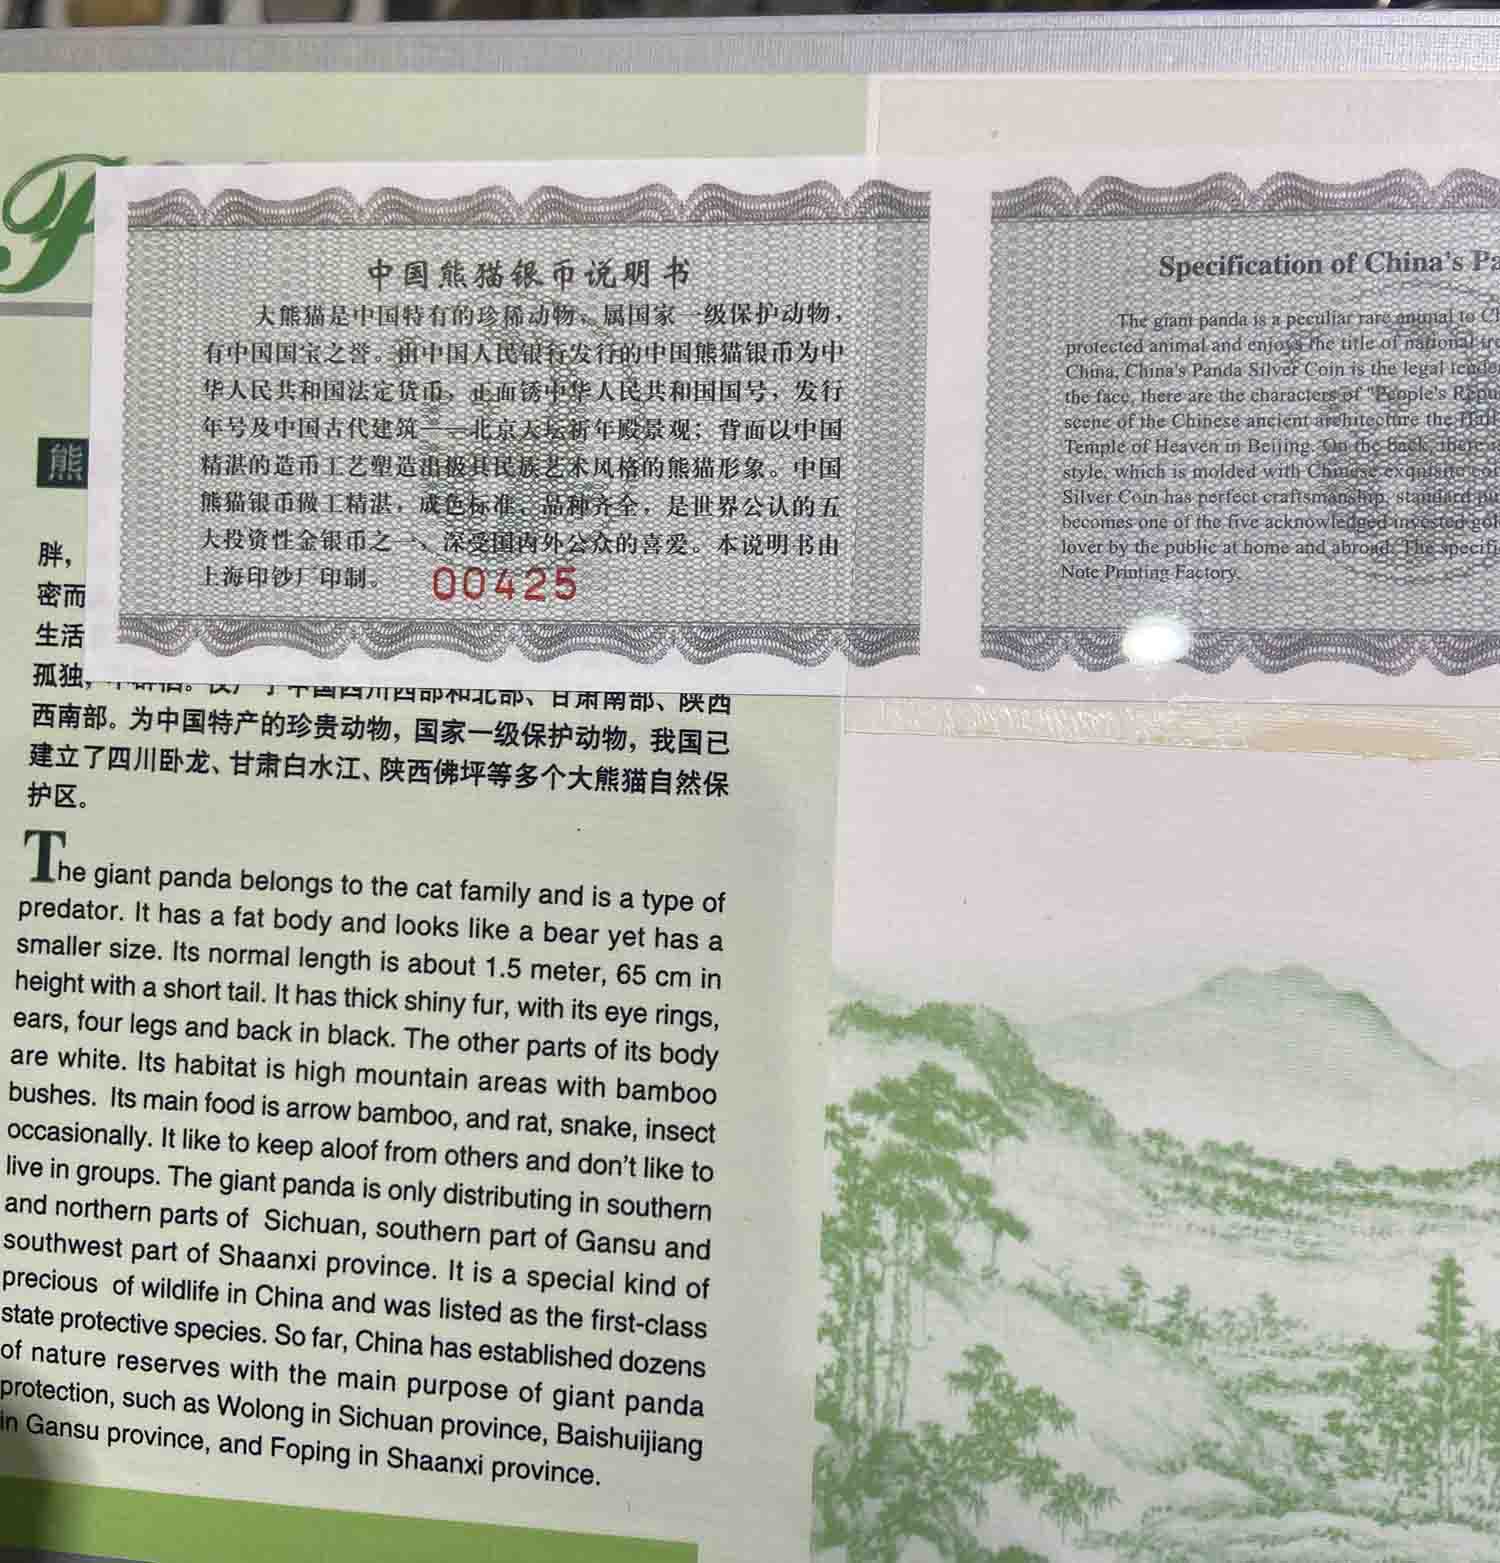 中国熊猫银币说明书
大熊猫是中国特有的珍稀动物、属国家一级保护动物，
有中国国宝之誉。由中国人民银行发行的中国熊猫银币为中
华人民共和国法定货币，正面锈中华人民共和国国号，发行
年号及中国古代建筑——北京天坛祈年殿景观；背面以中国
精湛的造币工艺塑造出极具民族艺术风格的熊猫形象。中国
熊猫银币做工精湛，成色标准、品种齐全，是世界公认的五
大投资性金银币之一、深受国内外公众的喜爱。本说明书由
上海印钞厂印制。
00425
Specification of China's
The giant panda is a peculiar rare animal to
protected animal and enjoys the title of national
China, China's Panda Silver Coin is the legal
the face, there are the characters of "People's
scene of the Chinese ancient architecture the Hall
Temple of Heaven in Beijing. On the back, there
style, which is molded with Chinese exquisite
Silver Coin has perfect craftsmanship, standard
becomes one of the five acknowledged invested
lover by the public at home and abroad. The
Note Printing Factory.
熊
胖，
密而
生活
孤独，
中国四川西部和北部、甘肃南部、陕西
西南部。为中国特产的珍贵动物，国家一级保护动物，我国已
建立了四川卧龙、甘肃白水江、陕西佛坪等多个大熊猫自然保
护区。
The giant panda belongs to the cat family and is a type of
predator. It has a fat body and looks like a bear yet has a
smaller size. Its normal length is about 1.5 meter, 65 cm in
height with a short tail. It has thick shiny fur, with its eye rings,
ears, four legs and back in black. The other parts of its body
are white. Its habitat is high mountain areas with bamboo
bushes. Its main food is arrow bamboo, and rat, snake, insect
occasionally. It like to keep aloof from others and don't like to
live in groups. The giant panda is only distributing in southern
and northern parts of Sichuan, southern part of Gansu and
southwest part of Shaanxi province. It is a special kind of
precious of wildlife in China and was listed as the first-class
state protective species. So far, China has established dozens
of nature reserves with the main purpose of giant panda
protection, such as Wolong in Sichuan province, Baishuijiang
in Gansu province, and Foping in Shaanxi province.